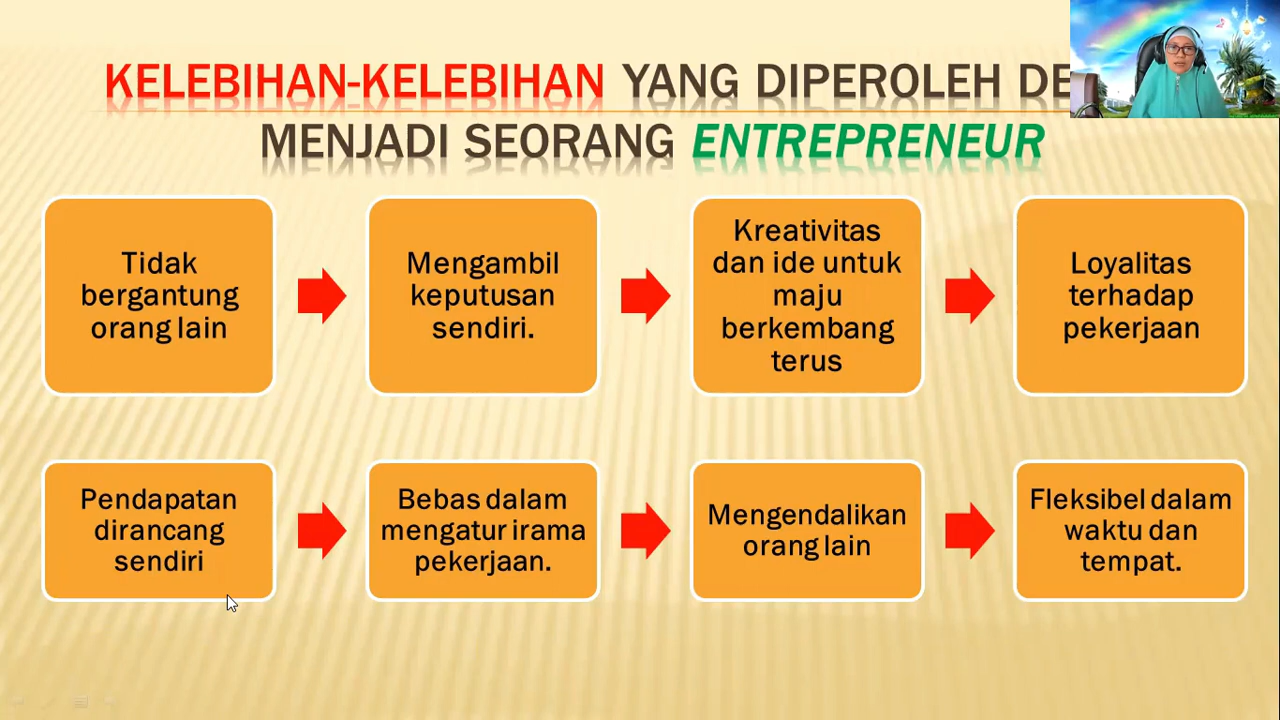 KELEBIHAN-KELEBIHAN YANG DIPEROLEH
MENJADI SEORANG ENTREPRENEUR
Tidak
bergantung
orang lain
Mengambil
keputusan
sendiri.
Kreativitas
dan ide untuk
maju
berkembang
terus
Loyalitas
terhadap
pekerjaan
Pendapatan
dirancang
sendiri
Bebas dalam
mengatur irama
pekerjaan.
Mengendalikan
orang lain
Fleksibel dalam
waktu dan
tempat.